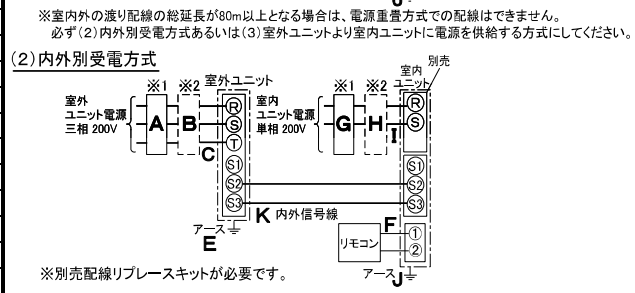 ※室内外の渡り配線の総延長が80m以上となる場合は、電源重畳方式での配線はできません。
必ず(2)内外別受電方式あるいは(3)室外ユニットより室内ユニットに電源を供給する方式にしてください。
(2)内外別受電方式
別売
※1 ※2 室外ユニット
※1 ※2 室内ユニット
室外
ユニット電源
三相 200V
A B C
R
S
T
S1
S2
S3
室内
ユニット電源
単相 200V
G H I
R
S
S1
S2
S3
K 内外信号線
アース
E
リモコン
F
①
②
アース J
※別売配線リプレースキットが必要です。